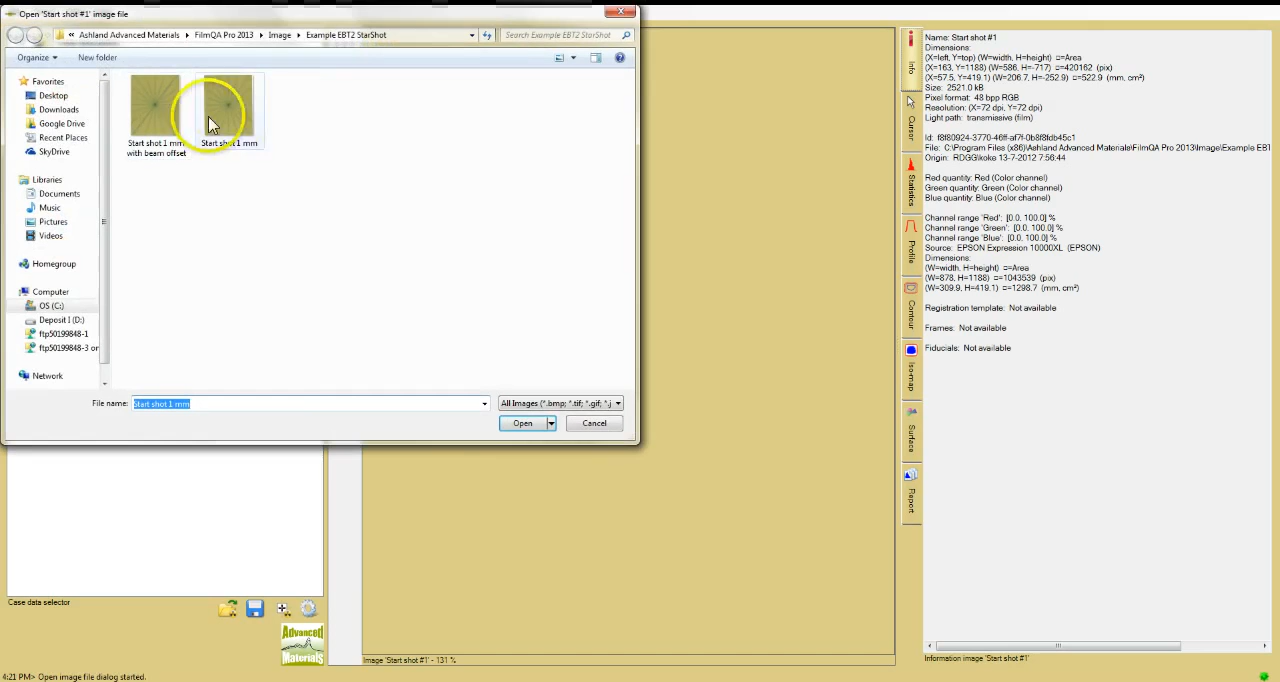 Open 'Start shot #1' image file
« Ashland Advanced Materials ▸ FilmQA Pro 2013 ▸ Image ▸ Example EBT2 StarShot
Search Example EBT2 StarShot
Organize
New folder
Favorites
Desktop
Downloads
Google Drive
Recent Places
SkyDrive
Libraries
Documents
Music
Pictures
Videos
Homegroup
Computer
OS (C:)
Deposit I (D:)
ftp50199848-1
ftp50199848-3 or
Network
Start shot 1 mm
with beam offset
Start shot 1 mm
File name:
Start shot 1 mm
All Images (*.bmp; *.tif; *.gif; *.j
Open
Cancel
Case data selector
Advanced
Materials
4:21 PM> Open image file dialog started.
Image 'Start shot #1' - 131 %
Info
Cursor
Statistics
Profile
Contour
Iso-map
Surface
Report
Name: Start shot #1
Dimensions:
(X=left, Y=top) (W=width, H=height) □=Area
(X=163, Y=1188) (W=586, H=-717) □=420162 (pix)
(X=57.5, Y=419.1) (W=206.7, H=-252.9) □=522.9 (mm, cm²)
Size: 2521.0 kB
Pixel format: 48 bpp RGB
Resolution: (X=72 dpi, Y=72 dpi)
Light path: transmissive (film)
Id: f8f80924-3770-46ff-af7f-0b8f8fdb45c1
File: C:\Program Files (x86)\Ashland Advanced Materials\FilmQA Pro 2013\Image\Example EBT
Origin: RDGG\koke 13-7-2012 7:56:44
Red quantity: Red (Color channel)
Green quantity: Green (Color channel)
Blue quantity: Blue (Color channel)
Channel range 'Red': [0.0, 100.0] %
Channel range 'Green': [0.0, 100.0] %
Channel range 'Blue': [0.0, 100.0] %
Source: EPSON Expression 10000XL (EPSON)
Dimensions:
(W=width, H=height) □=Area
(W=878, H=1188) □=1043539 (pix)
(W=309.9, H=419.1) □=1298.7 (mm, cm²)
Registration template: Not available
Frames: Not available
Fiducials: Not available
Information image 'Start shot #1'